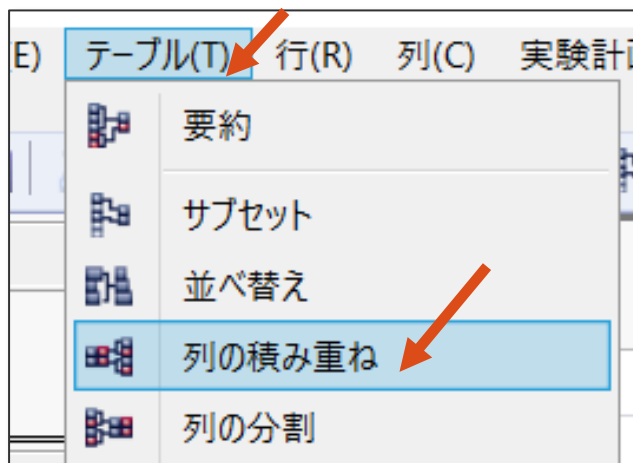 E) テーブル(T) 行(R) 列(C) 実験計
要約
サブセット
並べ替え
列の積み重ね
列の分割